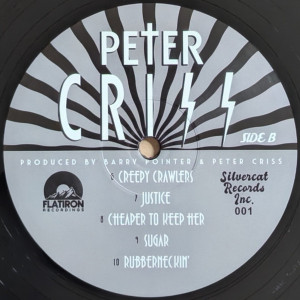 PETER
CRISS
SIDE B
PRODUCED BY BARRY POINTER & PETER CRISS
6 CREEPY CRAWLERS
7 JUSTICE
8 CHEAPER TO KEEP HER
9 SUGAR
10 RUBBERNECKIN'
FLATIRON
RECORDINGS
Silvercat
Records
Inc.
001